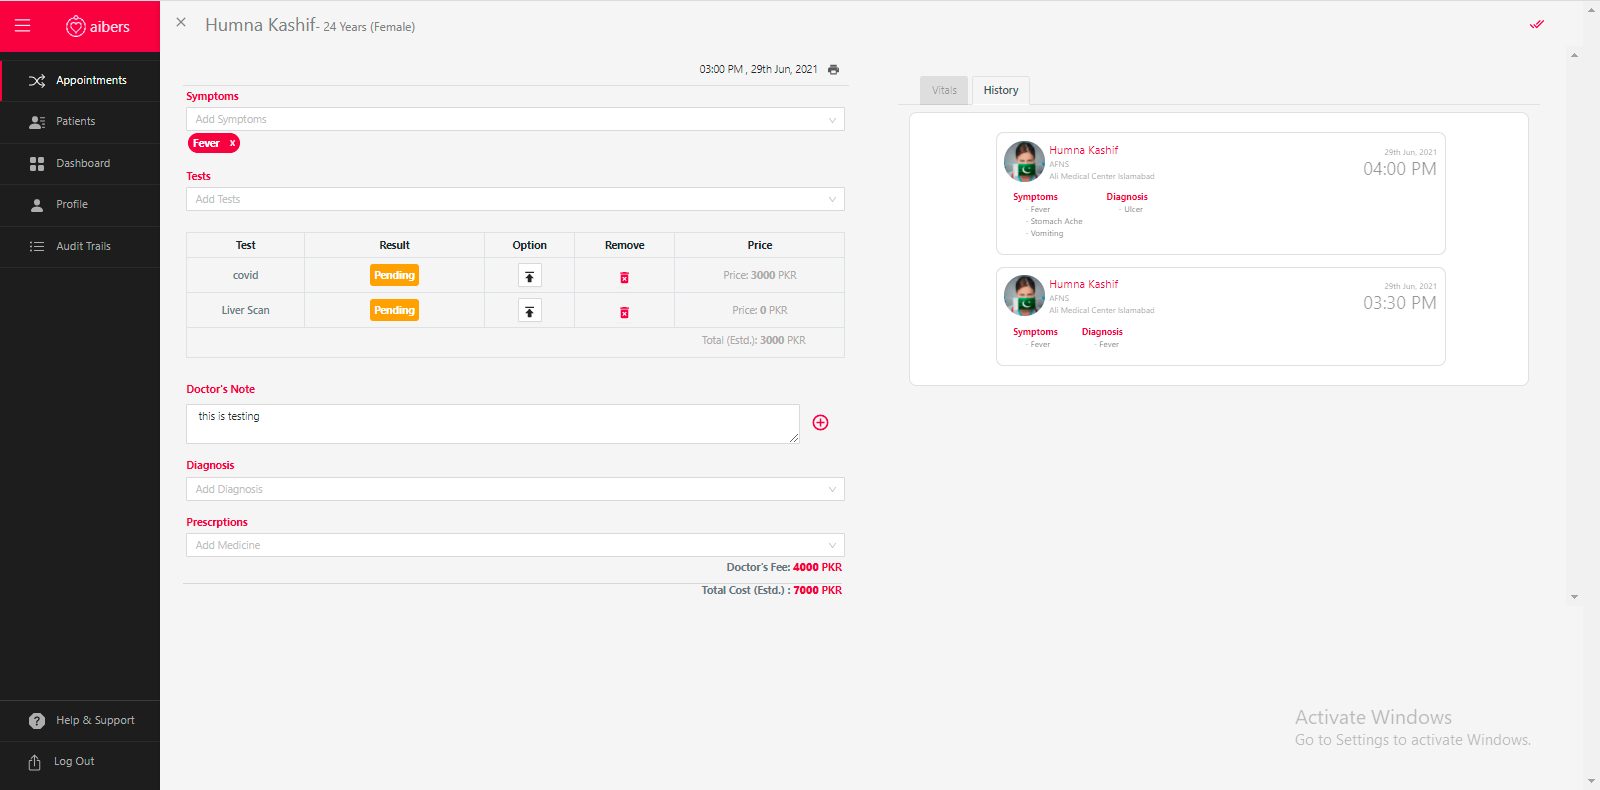 aibers
Appointments
Patients
Dashboard
Profile
Audit Trails
Help & Support
Log Out
Humna Kashif- 24 Years (Female)
03:00 PM , 29th Jun, 2021
Symptoms
Add Symptoms
Fever x
Tests
Add Tests
Test Result Option Remove Price
covid Pending Price: 3000 PKR
Liver Scan Pending Price: 0 PKR
Total (Estd.): 3000 PKR
Doctor's Note
this is testing
Diagnosis
Add Diagnosis
Prescrptions
Add Medicine
Doctor's Fee: 4000 PKR
Total Cost (Estd.) : 7000 PKR
Vitals History
Humna Kashif
AFNS
Ali Medical Center Islamabad
29th Jun, 2021
04:00 PM
Symptoms Diagnosis
- Fever - Ulcer
- Stomach Ache
- Vomiting
Humna Kashif
AFNS
Ali Medical Center Islamabad
29th Jun, 2021
03:30 PM
Symptoms Diagnosis
- Fever - Fever
Activate Windows
Go to Settings to activate Windows.